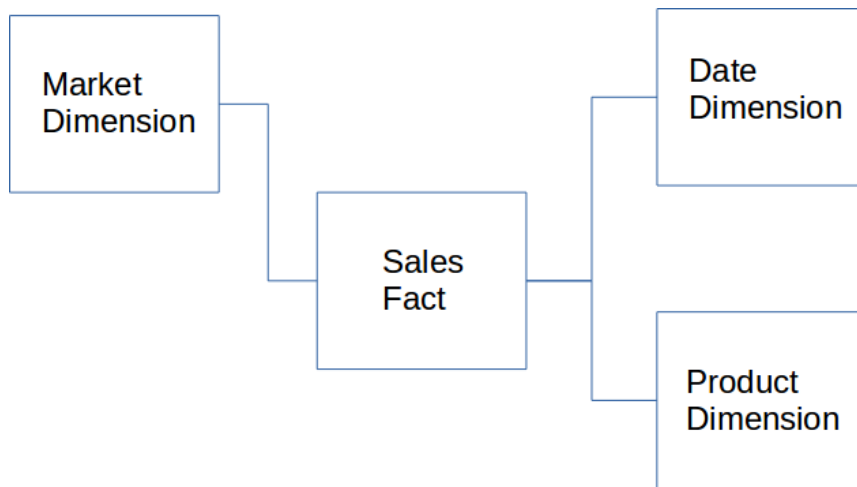 Market
Dimension
Date
Dimension
Sales
Fact
Product
Dimension